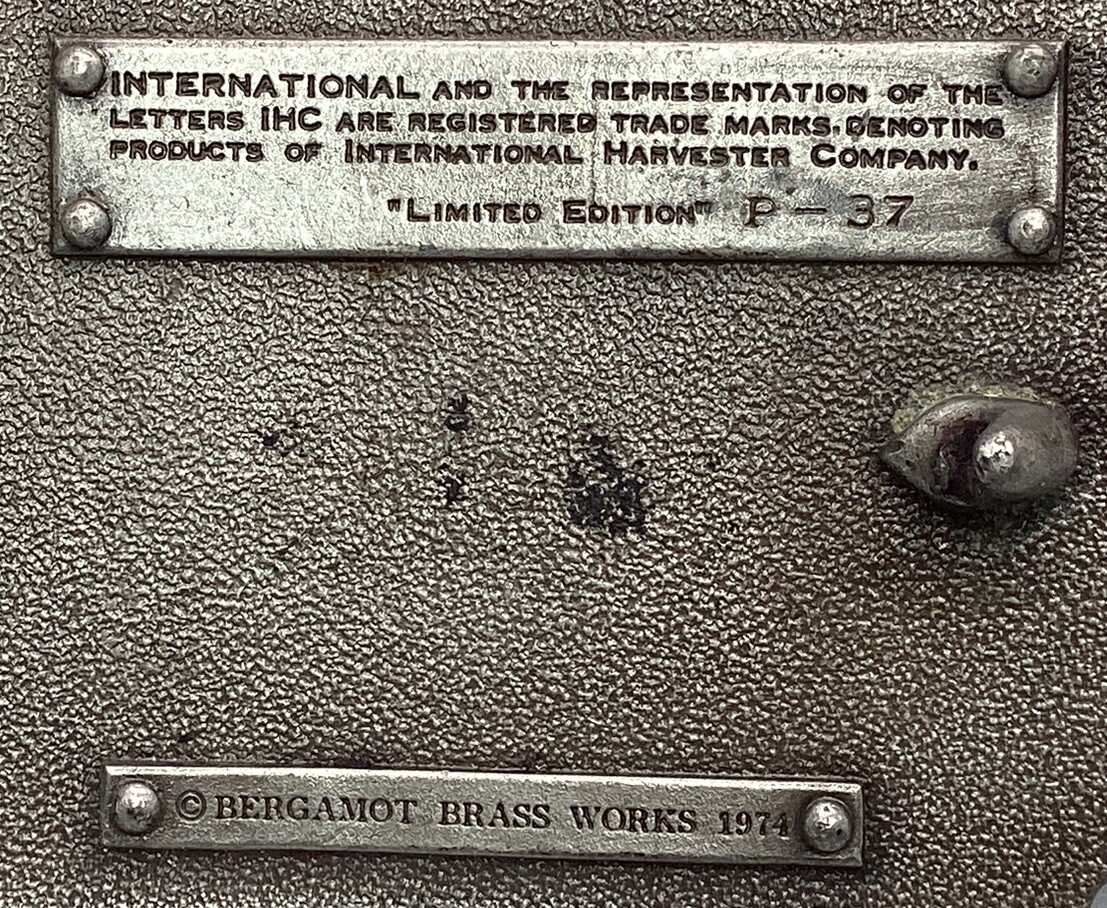 INTERNATIONAL AND THE REPRESENTATION OF THE
LETTERS IHC ARE REGISTERED TRADE MARKS, DENOTING
PRODUCTS OF INTERNATIONAL HARVESTER COMPANY.
"LIMITED EDITION" P - 37
© BERGAMOT BRASS WORKS 1974